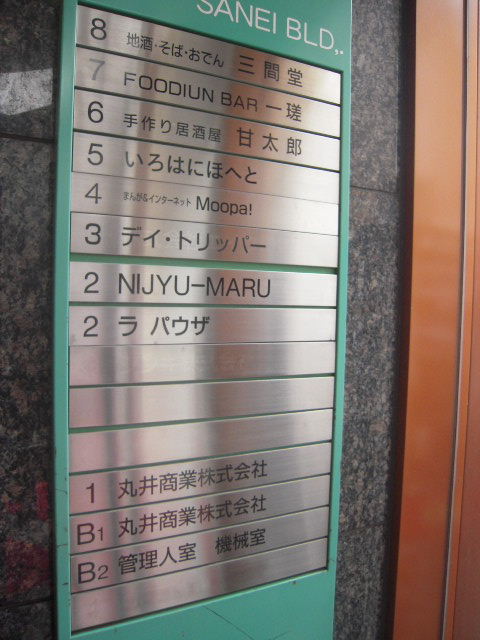 SANEI BLD,.
8 地酒・そば・おでん 三間堂
7 FOODIUN BAR 一瑳
6 手作り居酒屋 甘太郎
5 いろはにほへと
4 まんが&インターネット Moopa!
3 デイ・トリッパー
2 NIJYU-MARU
2 ラ パウザ
1 丸井商業株式会社
B1 丸井商業株式会社
B2 管理人室 機械室